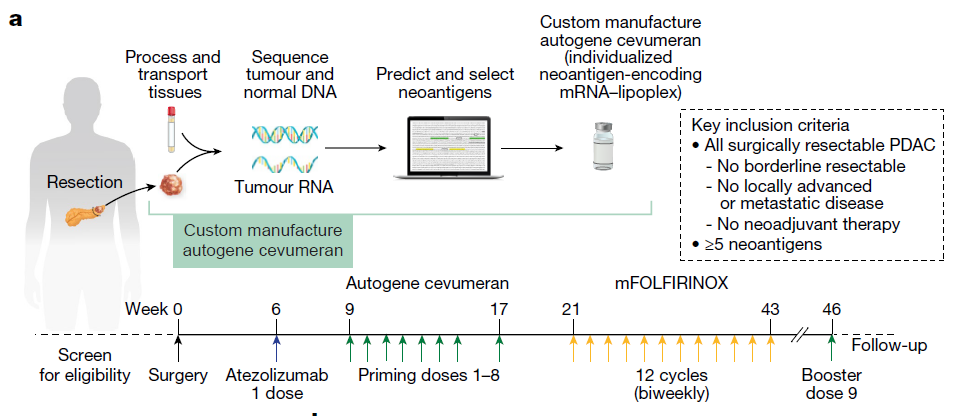 a
Process and
transport
tissues
Sequence
tumour and
normal DNA
Tumour RNA
Predict and select
neoantigens
Custom manufacture
autogene cevumeran
(individualized
neoantigen-encoding
mRNA–lipoplex)
Resection
Custom manufacture
autogene cevumeran
Key inclusion criteria
• All surgically resectable PDAC
- No borderline resectable
- No locally advanced
or metastatic disease
- No neoadjuvant therapy
• ≥5 neoantigens
Autogene cevumeran
mFOLFIRINOX
Week 0 6 9 17 21 43 46
Screen
for eligibility
Surgery
Atezolizumab
1 dose
Priming doses 1–8
12 cycles
(biweekly)
Booster
dose 9
Follow-up